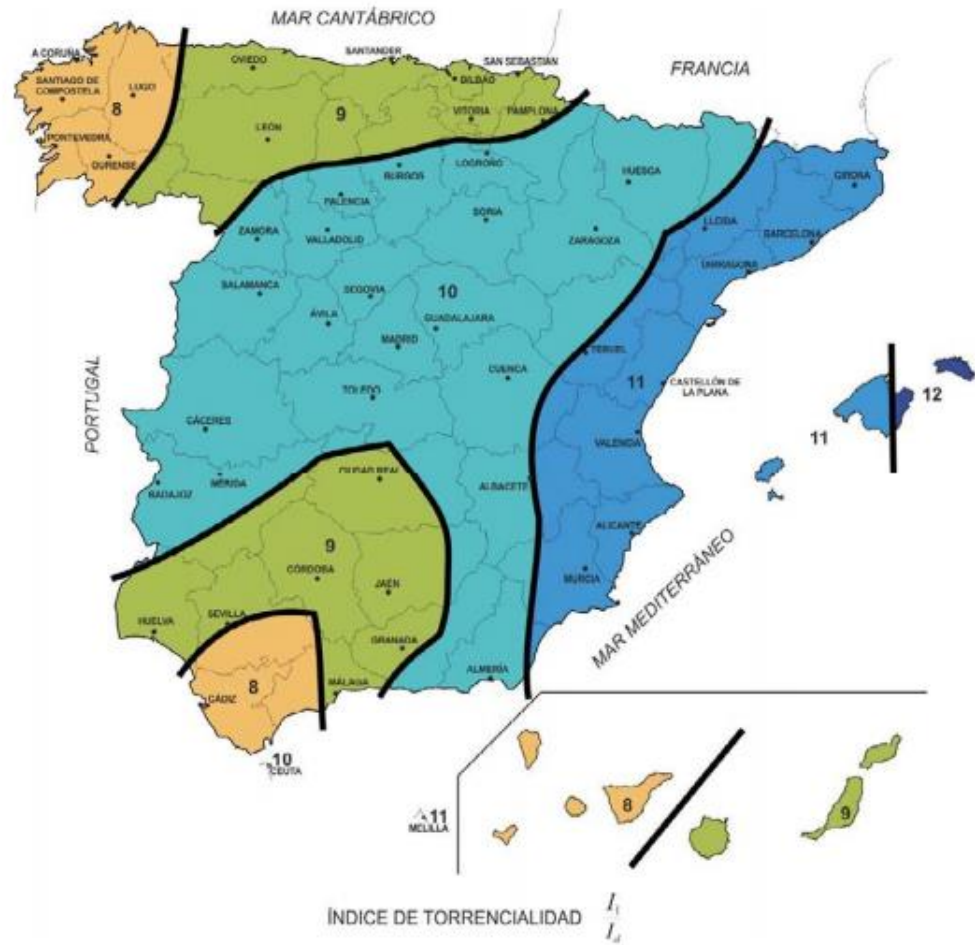 MAR CANTÁBRICO
A CORUÑA
SANTIAGO DE
COMPOSTELA
LUGO
8
PONTEVEDRA
OURENSE
OVIEDO
SANTANDER
SAN SEBASTIÁN
BILBAO
FRANCIA
LEÓN
9
VITORIA
PAMPLONA
LOGROÑO
BURGOS
HUESCA
GIRONA
PALENCIA
SORIA
LLEIDA
ZAMORA
VALLADOLID
ZARAGOZA
BARCELONA
TARRAGONA
SALAMANCA
SEGOVIA
10
ÁVILA
GUADALAJARA
MADRID
TERUEL
CUENCA
11
CASTELLÓN DE
LA PLANA
12
TOLEDO
PORTUGAL
CÁCERES
VALENCIA
11
MÉRIDA
BADAJOZ
CIUDAD REAL
ALBACETE
ALICANTE
9
CÓRDOBA
JAÉN
MURCIA
MAR MEDITERRÁNEO
HUELVA
SEVILLA
GRANADA
8
CÁDIZ
MÁLAGA
ALMERÍA
10
CEUTA
11
MELILLA
8
9
ÍNDICE DE TORRENCIALIDAD I₁
I_d